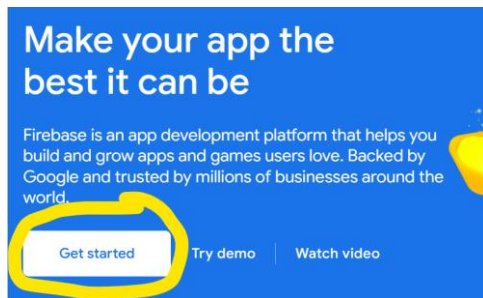 Make your app the
best it can be
Firebase is an app development platform that helps you
build and grow apps and games users love. Backed by
Google and trusted by millions of businesses around the
world.
Get started
Try demo
Watch video